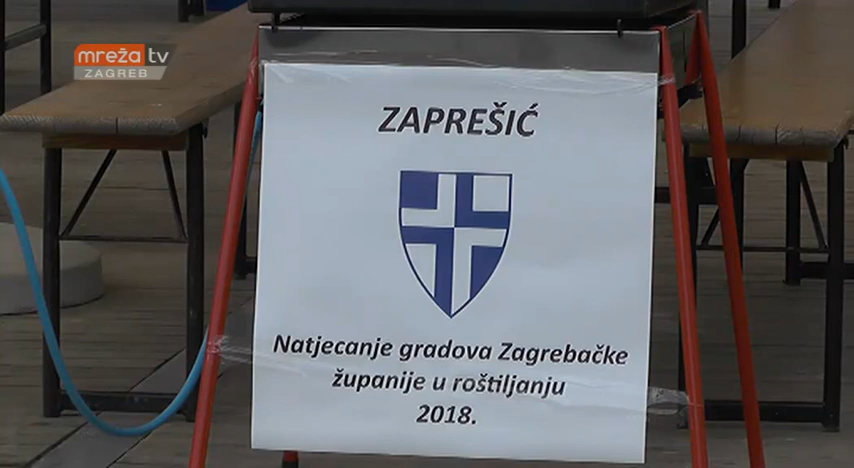 mreža tv
ZAGREB
ZAPREŠIĆ
Natjecanje gradova Zagrebačke
županije u roštiljanju
2018.